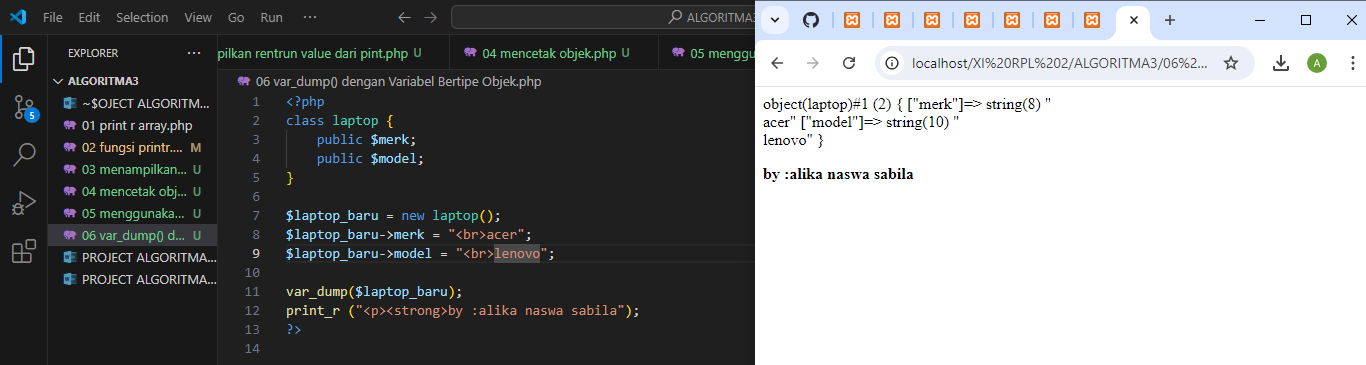 File Edit Selection View Go Run ··· ALGORITMA3
EXPLORER ···
ALGORITMA3
~$OJECT ALGORITM...
01 print r array.php
02 fungsi printr.... M
03 menampilkan... U
04 mencetak obj... U
05 menggunaka... U
06 var_dump() d... U
PROJECT ALGORITMA...
PROJECT ALGORITMA...
5
pilkan rentrun value dari pint.php U 04 mencetak objek.php U 05 menggu
06 var_dump() dengan Variabel Bertipe Objek.php
1 <?php
2 class laptop {
3 public $merk;
4 public $model;
5 }
6
7 $laptop_baru = new laptop();
8 $laptop_baru->merk = "<br>acer";
9 $laptop_baru->model = "<br>lenovo";
10
11 var_dump($laptop_baru);
12 print_r ("<p><strong>by :alika naswa sabila");
13 ?>
14
localhost/XI%20RPL%202/ALGORITMA3/06%2... A
object(laptop)#1 (2) { ["merk"]=> string(8) "
acer" ["model"]=> string(10) "
lenovo" }
by :alika naswa sabila